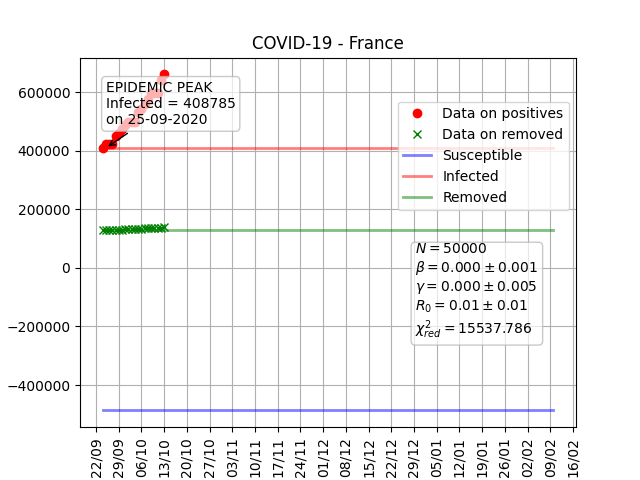 COVID-19 - France
600000
400000
200000
0
−200000
−400000
EPIDEMIC PEAK
Infected = 408785
on 25-09-2020
Data on positives
Data on removed
Susceptible
Infected
Removed
N = 50000
β = 0.000 ± 0.001
γ = 0.000 ± 0.005
R₀ = 0.01 ± 0.01
χ²_red = 15537.786
22/09
29/09
06/10
13/10
20/10
27/10
03/11
10/11
17/11
24/11
01/12
08/12
15/12
22/12
29/12
05/01
12/01
19/01
26/01
02/02
09/02
16/02